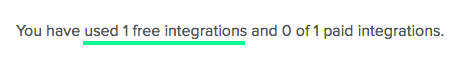 You have used 1 free integrations and 0 of 1 paid integrations.